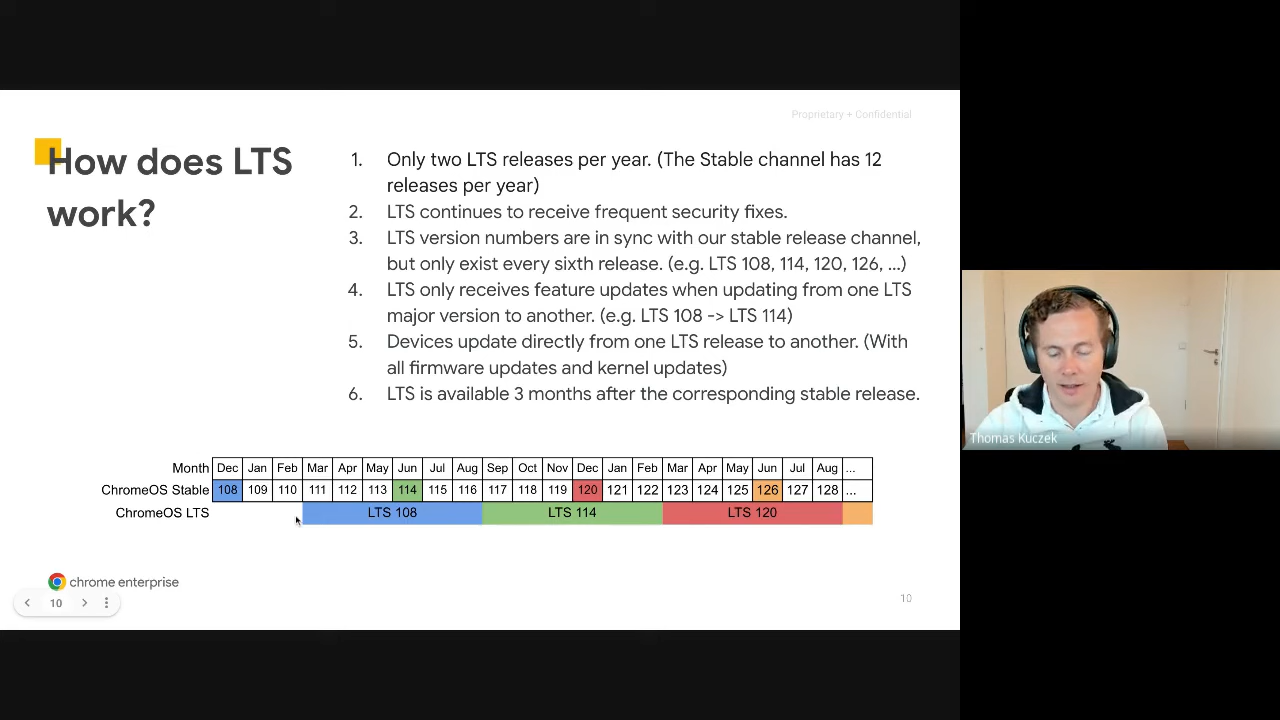 Proprietary + Confidential
How does LTS
work?
1. Only two LTS releases per year. (The Stable channel has 12
releases per year)
2. LTS continues to receive frequent security fixes.
3. LTS version numbers are in sync with our stable release channel,
but only exist every sixth release. (e.g. LTS 108, 114, 120, 126, ...)
4. LTS only receives feature updates when updating from one LTS
major version to another. (e.g. LTS 108 -> LTS 114)
5. Devices update directly from one LTS release to another. (With
all firmware updates and kernel updates)
6. LTS is available 3 months after the corresponding stable release.
Month Dec Jan Feb Mar Apr May Jun Jul Aug Sep Oct Nov Dec Jan Feb Mar Apr May Jun Jul Aug ...
ChromeOS Stable 108 109 110 111 112 113 114 115 116 117 118 119 120 121 122 123 124 125 126 127 128 ...
ChromeOS LTS LTS 108 LTS 114 LTS 120
chrome enterprise
10
10
Thomas Kuczek